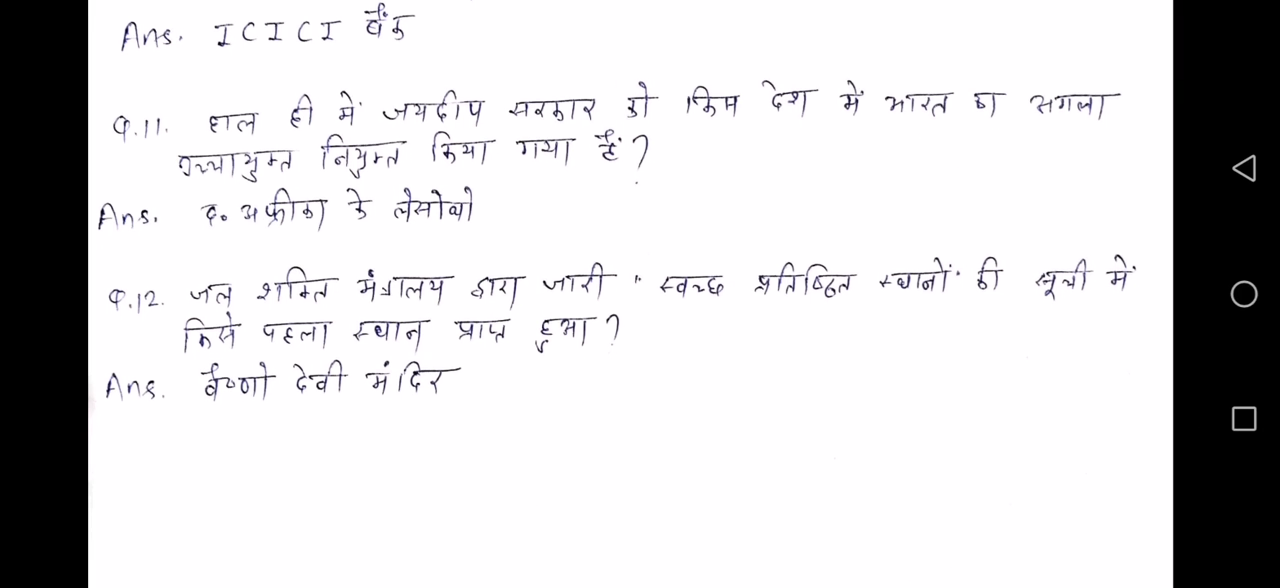 Ans. ICICI बैंक
Q.11. हाल ही में जयदीप सरकार को किस देश में भारत का अगला
उच्चायुक्त नियुक्त किया गया है?
Ans. द० अफ्रीका के लेसोथो
Q.12. जल शक्ति मंत्रालय द्वारा जारी "स्वच्छ प्रतिष्ठित स्थानों" की सूची में
किसे पहला स्थान प्राप्त हुआ?
Ans. वैष्णो देवी मंदिर